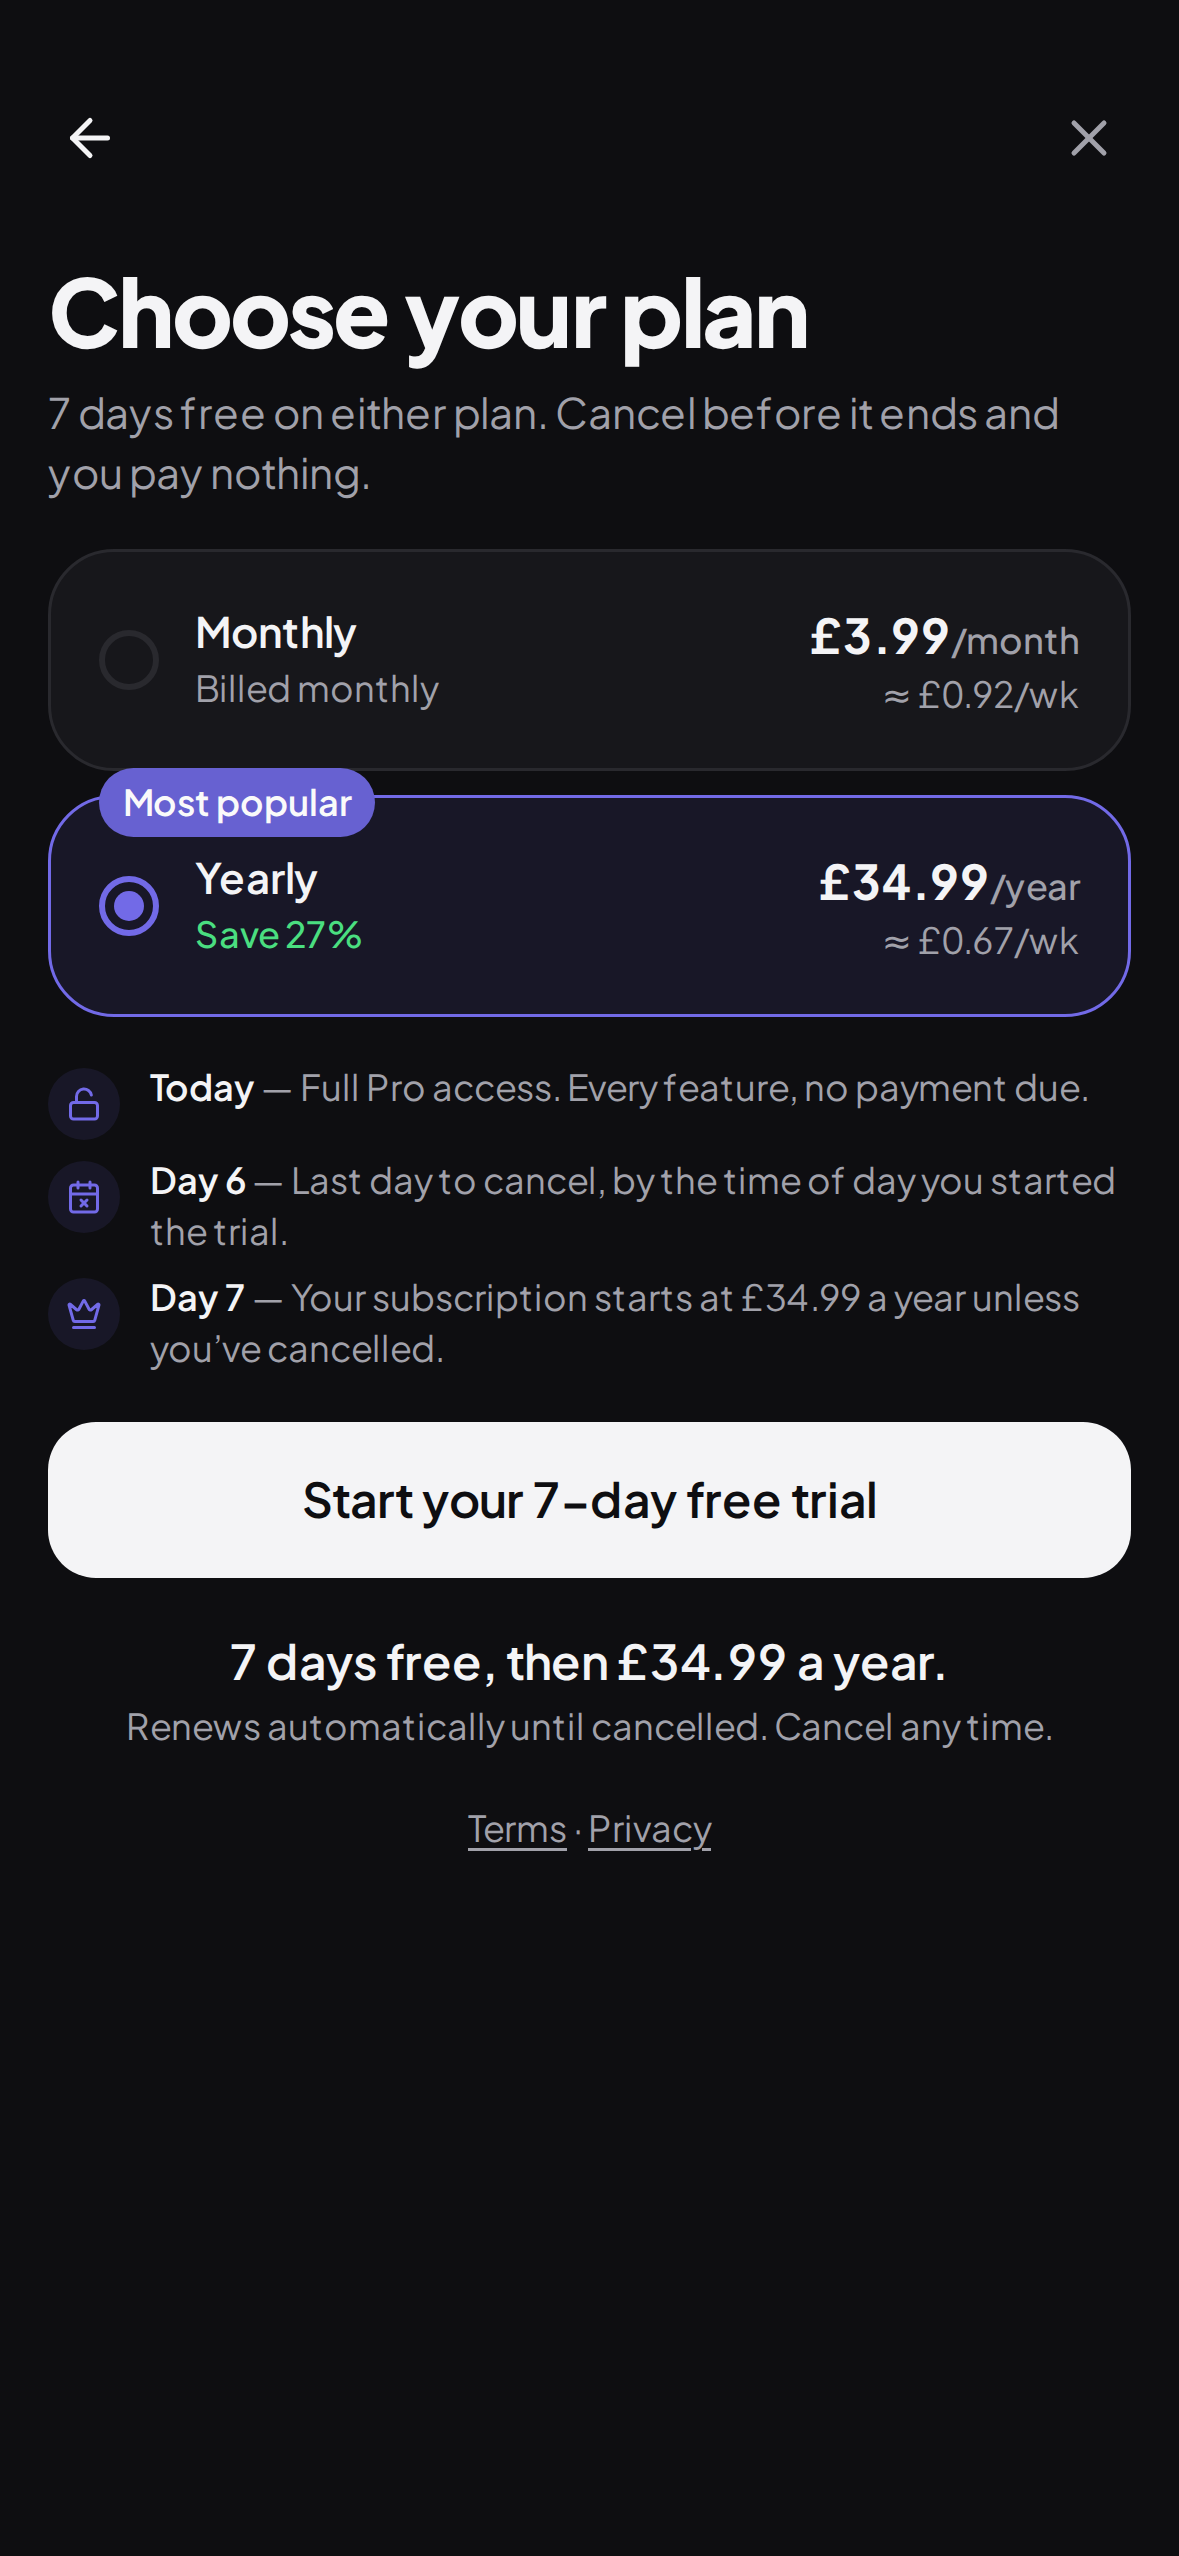 Choose your plan
7 days free on either plan. Cancel before it ends and
you pay nothing.
Monthly
£3.99/month
Billed monthly
≈ £0.92/wk
Most popular
Yearly
£34.99/year
Save 27%
≈ £0.67/wk
Today — Full Pro access. Every feature, no payment due.
Day 6 — Last day to cancel, by the time of day you started
the trial.
Day 7 — Your subscription starts at £34.99 a year unless
you’ve cancelled.
Start your 7-day free trial
7 days free, then £34.99 a year.
Renews automatically until cancelled. Cancel any time.
Terms · Privacy